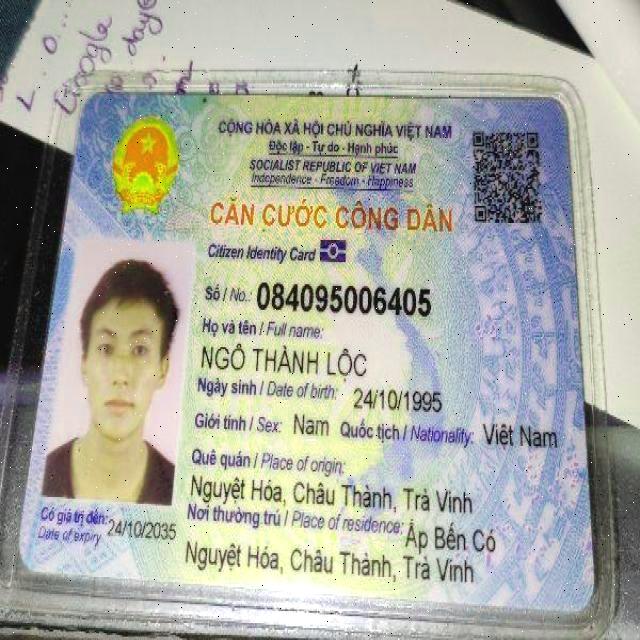 CỘNG HÒA XÃ HỘI CHỦ NGHĨA VIỆT NAM
Độc lập - Tự do - Hạnh phúc
SOCIALIST REPUBLIC OF VIET NAM
Independence - Freedom - Happiness
CĂN CƯỚC CÔNG DÂN
Citizen Identity Card
Số / No.: 084095006405
Họ và tên / Full name:
NGÔ THÀNH LỘC
Ngày sinh / Date of birth: 24/10/1995
Giới tính / Sex: Nam Quốc tịch / Nationality: Việt Nam
Quê quán / Place of origin:
Nguyệt Hóa, Châu Thành, Trà Vinh
Nơi thường trú / Place of residence: Ấp Bến Có
Nguyệt Hóa, Châu Thành, Trà Vinh
Có giá trị đến: 24/10/2035
Date of expiry